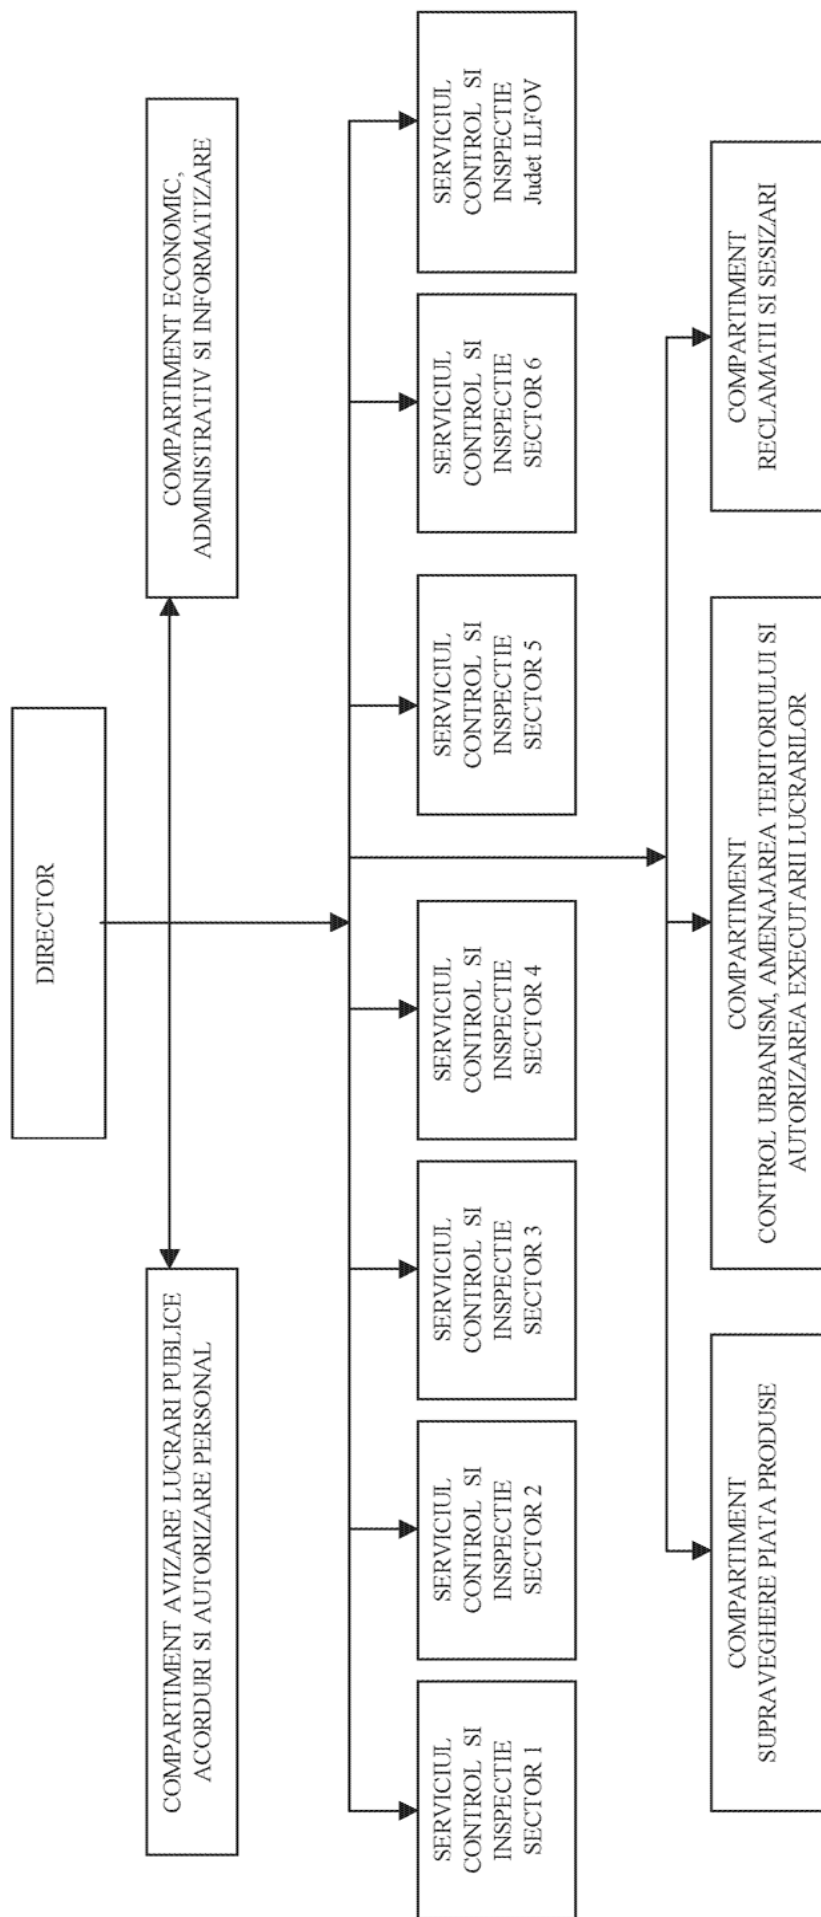 DIRECTOR
COMPARTIMENT AVIZARE LUCRARI PUBLICE
ACORDURI SI AUTORIZARE PERSONAL
COMPARTIMENT ECONOMIC,
ADMINISTRATIV SI INFORMATIZARE
SERVICIUL
CONTROL SI
INSPECTIE
SECTOR 1
SERVICIUL
CONTROL SI
INSPECTIE
SECTOR 2
SERVICIUL
CONTROL SI
INSPECTIE
SECTOR 3
SERVICIUL
CONTROL SI
INSPECTIE
SECTOR 4
SERVICIUL
CONTROL SI
INSPECTIE
SECTOR 5
SERVICIUL
CONTROL SI
INSPECTIE
SECTOR 6
SERVICIUL
CONTROL SI
INSPECTIE
Judet ILFOV
COMPARTIMENT
SUPRAVEGHERE PIATA PRODUSE
COMPARTIMENT
CONTROL URBANISM, AMENAJAREA TERITORIULUI SI
AUTORIZAREA EXECUTARII LUCRARILOR
COMPARTIMENT
RECLAMATII SI SESIZARI